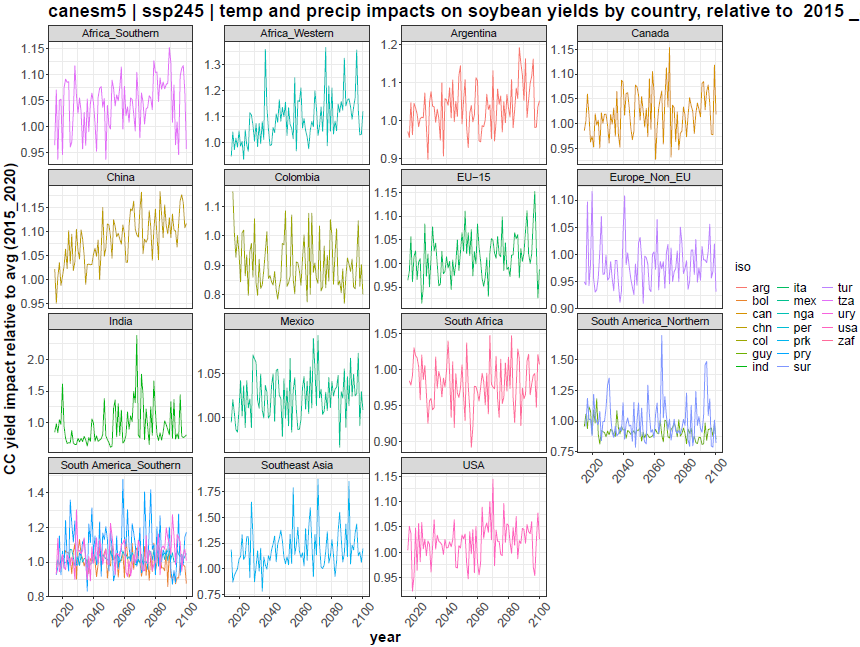 canesm5 | ssp245 | temp and precip impacts on soybean yields by country, relative to 2015 _
Africa_Southern
Africa_Western
Argentina
Canada
1.15
1.10
1.05
1.00
0.95
1.3
1.2
1.1
1.0
1.2
1.1
1.0
0.9
1.15
1.10
1.05
1.00
0.95
China
Colombia
EU−15
Europe_Non_EU
1.15
1.10
1.05
1.00
0.95
1.1
1.0
0.9
0.8
1.15
1.10
1.05
1.00
0.95
0.90
1.10
1.05
1.00
0.95
0.90
India
Mexico
South Africa
South America_Northern
2.0
1.5
1.0
1.05
1.00
1.05
1.00
0.95
0.90
1.50
1.25
1.00
0.75
South America_Southern
Southeast Asia
USA
1.4
1.2
1.0
0.8
1.75
1.50
1.25
1.00
0.75
1.15
1.10
1.05
1.00
0.95
2020 2040 2060 2080 2100
2020 2040 2060 2080 2100
2020 2040 2060 2080 2100
2020 2040 2060 2080 2100
year
CC yield impact relative to avg (2015_2020)
iso
arg ita tur
bol mex tza
can nga ury
chn per usa
col prk zaf
guy pry
ind sur